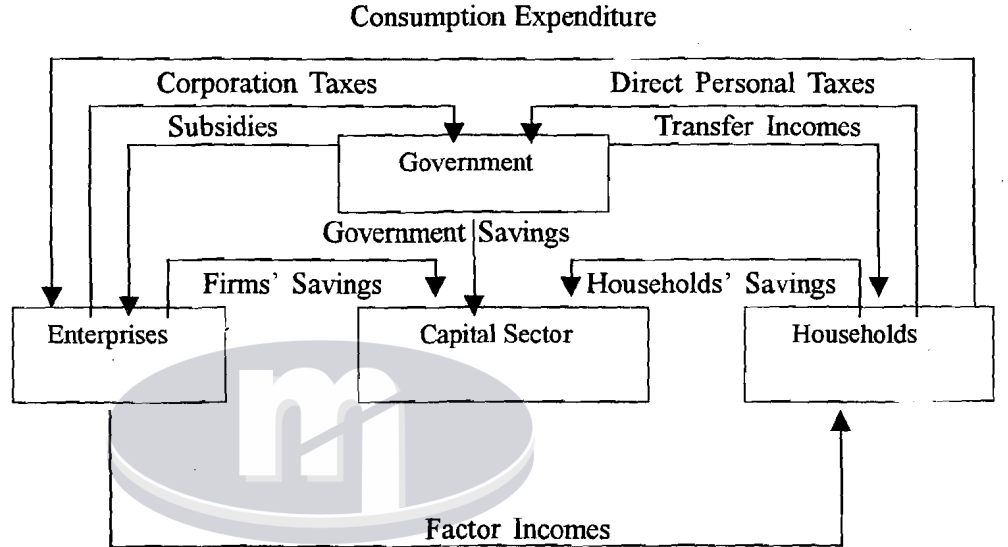 Consumption Expenditure
Corporation Taxes
Direct Personal Taxes
Subsidies
Transfer Incomes
Government
Government Savings
Firms' Savings
Households' Savings
Enterprises
Capital Sector
Households
Factor Incomes